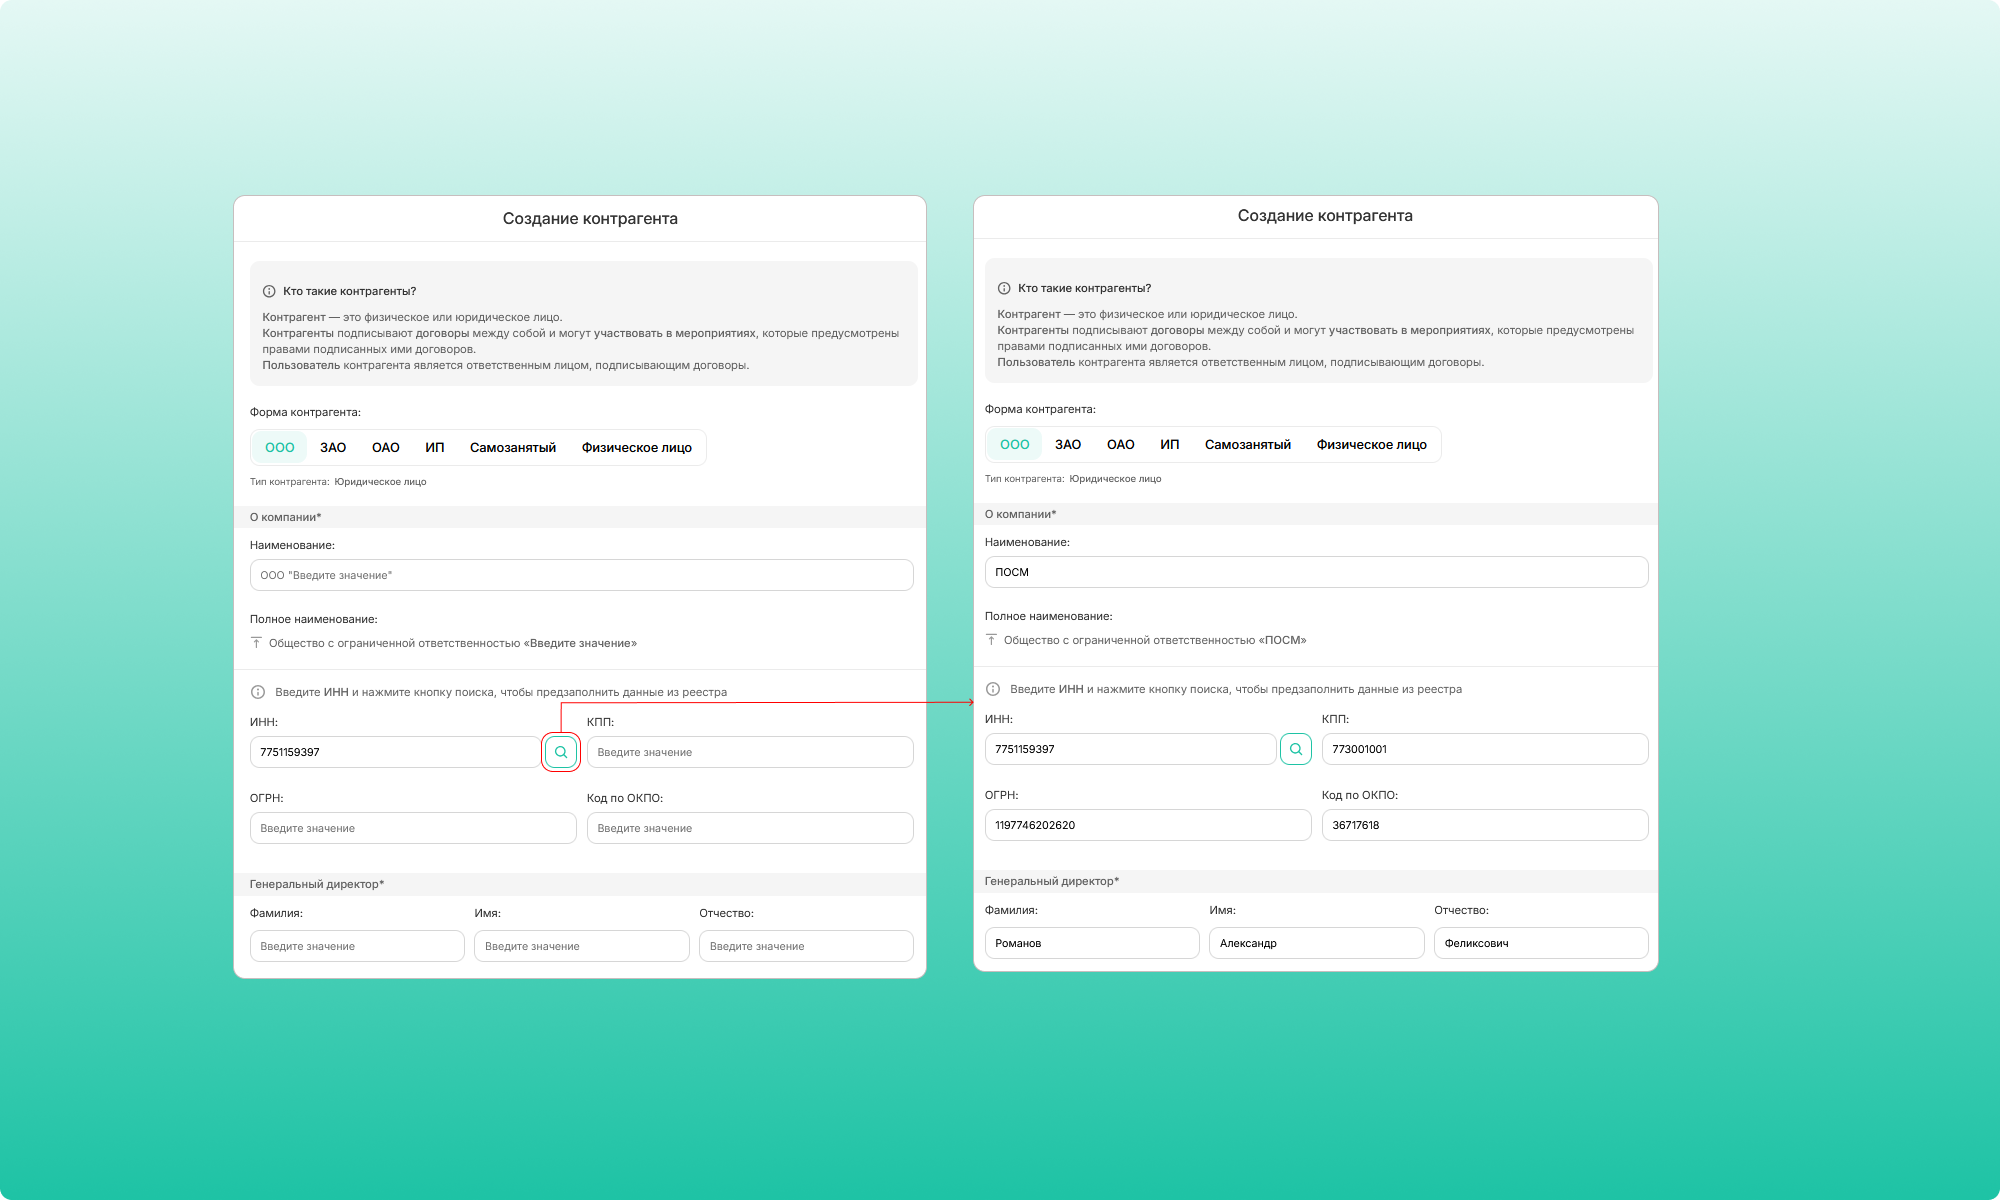 Создание контрагента
Кто такие контрагенты?
Контрагент — это физическое или юридическое лицо.
Контрагенты подписывают договоры между собой и могут участвовать в мероприятиях, которые предусмотрены
правами подписанных ими договоров.
Пользователь контрагента является ответственным лицом, подписывающим договоры.
Форма контрагента:
ООО ЗАО ОАО ИП Самозанятый Физическое лицо
Тип контрагента: Юридическое лицо
О компании*
Наименование:
ООО "Введите значение"
Полное наименование:
Общество с ограниченной ответственностью «Введите значение»
Введите ИНН и нажмите кнопку поиска, чтобы предзаполнить данные из реестра
ИНН: КПП:
7751159397 Введите значение
ОГРН: Код по ОКПО:
Введите значение Введите значение
Генеральный директор*
Фамилия: Имя: Отчество:
Введите значение Введите значение Введите значение
Создание контрагента
Кто такие контрагенты?
Контрагент — это физическое или юридическое лицо.
Контрагенты подписывают договоры между собой и могут участвовать в мероприятиях, которые предусмотрены
правами подписанных ими договоров.
Пользователь контрагента является ответственным лицом, подписывающим договоры.
Форма контрагента:
ООО ЗАО ОАО ИП Самозанятый Физическое лицо
Тип контрагента: Юридическое лицо
О компании*
Наименование:
ПОСМ
Полное наименование:
Общество с ограниченной ответственностью «ПОСМ»
Введите ИНН и нажмите кнопку поиска, чтобы предзаполнить данные из реестра
ИНН: КПП:
7751159397 773001001
ОГРН: Код по ОКПО:
1197746202620 36717618
Генеральный директор*
Фамилия: Имя: Отчество:
Романов Александр Феликсович